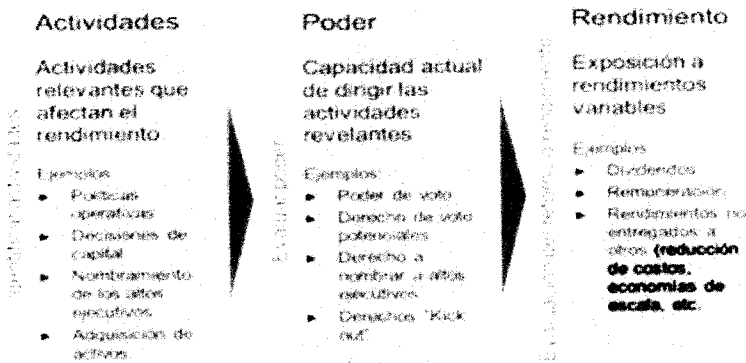 Actividades
Actividades
relevantes que
afectan el
rendimiento
Ejemplos
► Políticas
operativas
► Decisiones de
capital
► Nombramiento
de los altos
ejecutivos
► Adquisición de
activos
Poder
Capacidad actual
de dirigir las
actividades
revelantes
Ejemplos:
► Poder de voto
► Derecho de voto
potenciales
► Derecho a
nombrar a altos
ejecutivos
► Derechos "Kick
out"
Rendimiento
Exposición a
rendimientos
variables
Ejemplos
► Dividendos
► Remuneración
► Rendimientos no
entregados a
otros (reducción
de costos,
economías de
escala, etc.